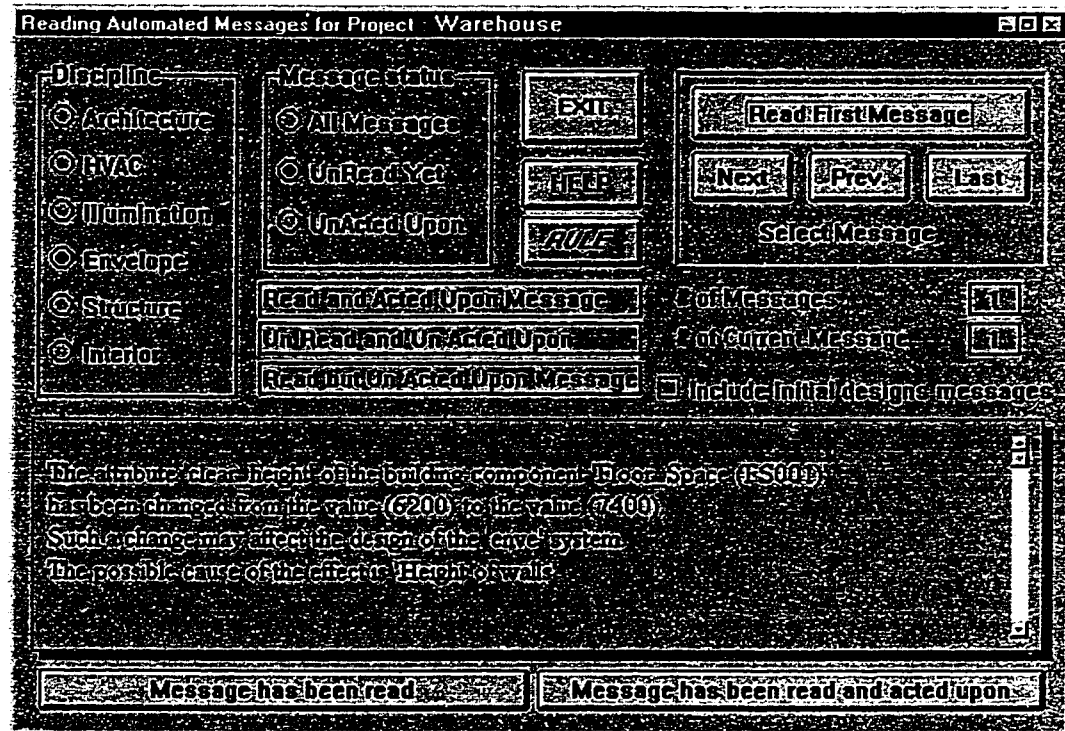 Reading Automated Messages for Project : Warehouse
Discipline
Architecture
HVAC
Illumination
Envelope
Structure
Interior
Message status
All Messages
UnRead Yet
UnActed Upon
EXIT
HELP
RULE
Read First Message
Next Prev. Last
Select Message
Read and Acted Upon Message
UnRead and Un Acted Upon
Read but Un Acted Upon Message
# of Messages
# of Current Message
Include initial designs messages
The attribute 'clear height' of the building component 'Floor_Space (FS001)'
has been changed from the value (6200) to the value (7400)
Such a change may affect the design of the 'enve' system
The possible cause of the effect is 'Height of walls'
Message has been read
Message has been read and acted upon